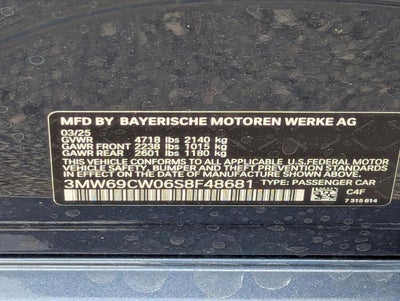 MFD BY BAYERISCHE MOTOREN WERKE AG
03/25
GVWR 4718 lbs 2140 kg
GAWR FRONT 2238 lbs 1015 kg
GAWR REAR 2601 lbs 1180 kg
THIS VEHICLE CONFORMS TO ALL APPLICABLE U.S.FEDERAL MOTOR
VEHICLE SAFETY, BUMPER, AND THEFT PREVENTION STANDARDS
IN EFFECT ON THE DATE OF MANUFACTURE SHOWN ABOVE.
3MW69CW06S8F48681 TYPE: PASSENGER CAR
C4F
7 315 614